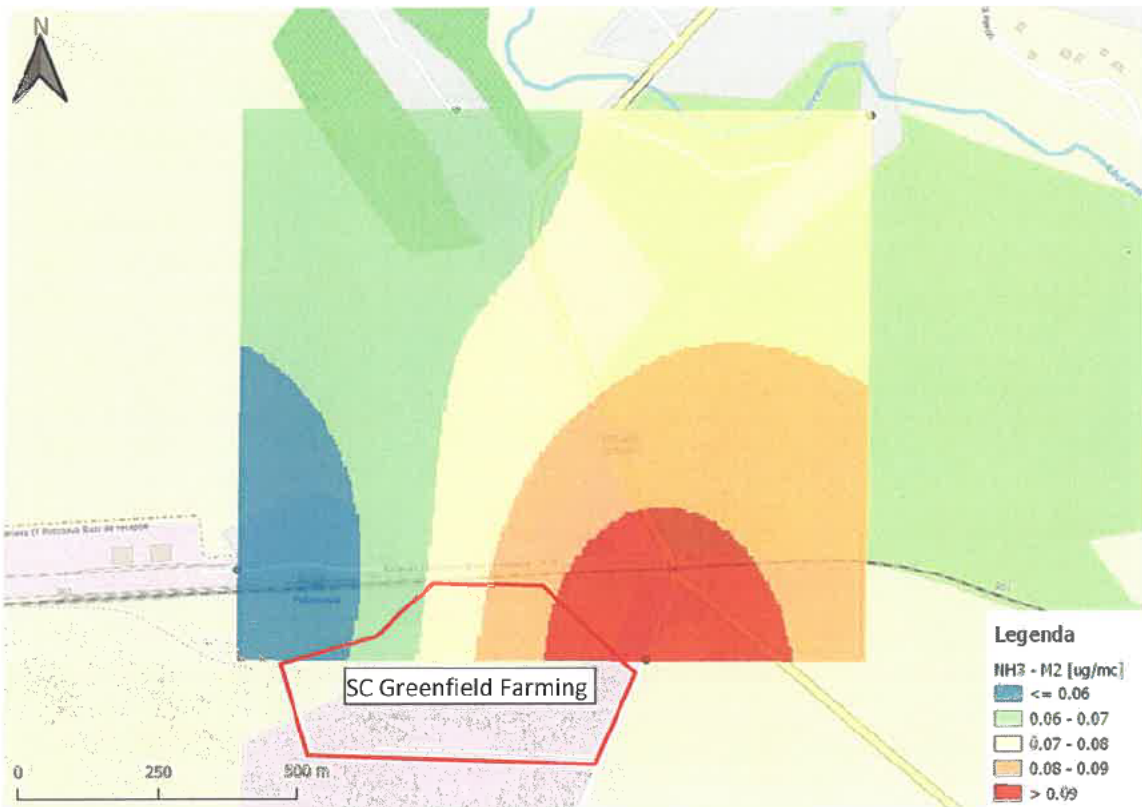 N
SC Greenfield Farming
0 250 500 m
Legenda
NH3 - M2 [ug/mc]
<= 0.06
0.06 - 0.07
0.07 - 0.08
0.08 - 0.09
> 0.09